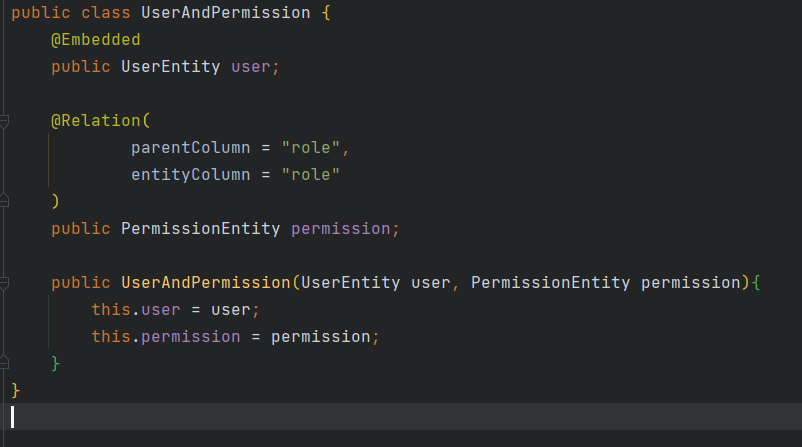 public class UserAndPermission {
@Embedded
public UserEntity user;
@Relation(
parentColumn = "role",
entityColumn = "role"
)
public PermissionEntity permission;
public UserAndPermission(UserEntity user, PermissionEntity permission){
this.user = user;
this.permission = permission;
}
}